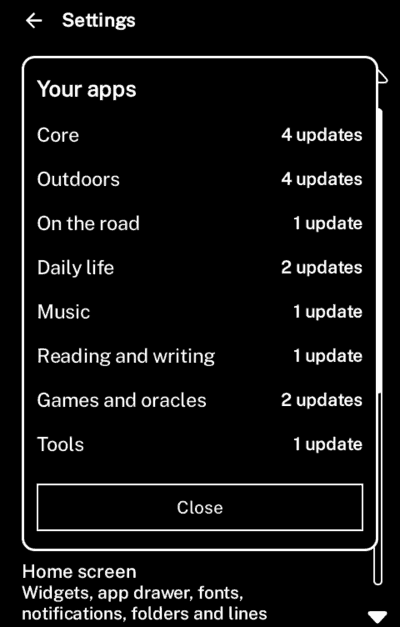 Settings
Your apps
Core 4 updates
Outdoors 4 updates
On the road 1 update
Daily life 2 updates
Music 1 update
Reading and writing 1 update
Games and oracles 2 updates
Tools 1 update
Close
Home screen
Widgets, app drawer, fonts,
notifications, folders and lines